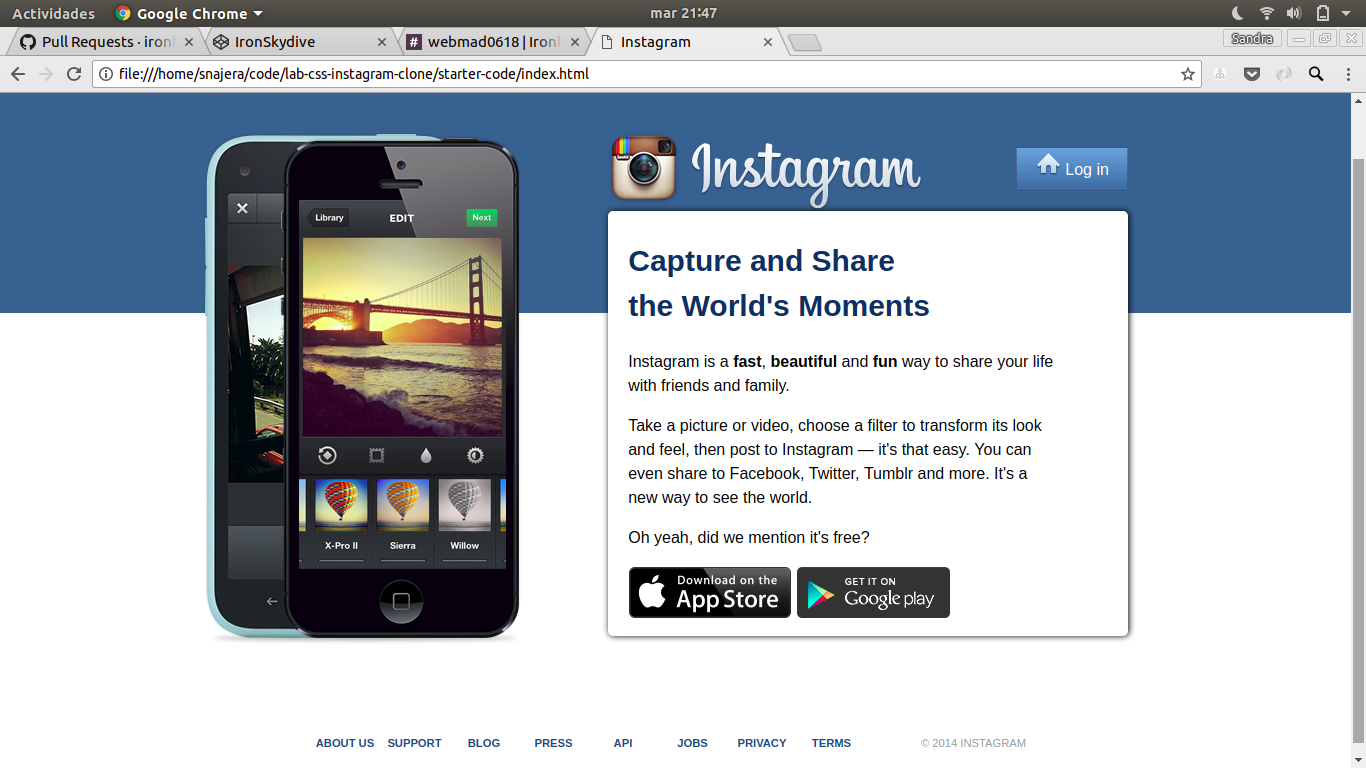 Actividades
Google Chrome
mar 21:47
Pull Requests · iron
IronSkydive
webmad0618 | Iron
Instagram
Sandra
file:///home/snajera/code/lab-css-instagram-clone/starter-code/index.html
Instagram
Log in
Library
EDIT
Next
X-Pro II
Sierra
Willow
Capture and Share
the World's Moments
Instagram is a fast, beautiful and fun way to share your life
with friends and family.
Take a picture or video, choose a filter to transform its look
and feel, then post to Instagram — it's that easy. You can
even share to Facebook, Twitter, Tumblr and more. It's a
new way to see the world.
Oh yeah, did we mention it's free?
Download on the
App Store
GET IT ON
Google play
ABOUT US SUPPORT BLOG PRESS API JOBS PRIVACY TERMS © 2014 INSTAGRAM